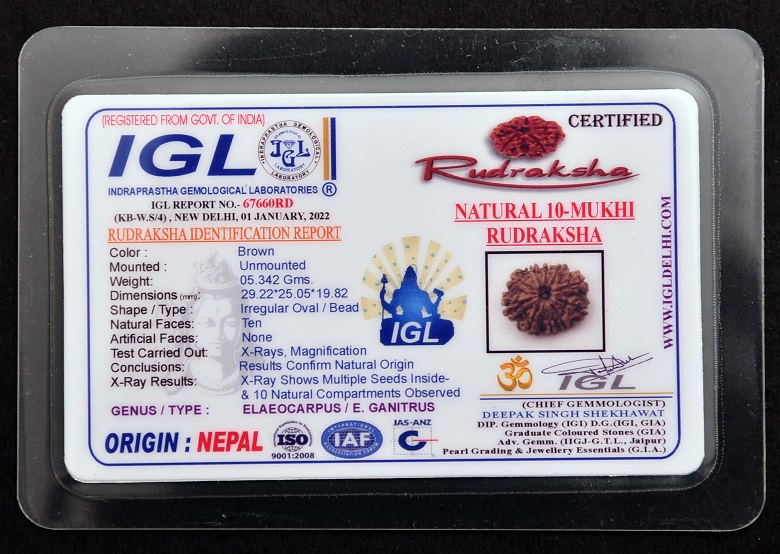 (REGISTERED FROM GOVT. OF INDIA)
IGL
INDRAPRASTHA GEMOLOGICAL LABORATORY
IGL
INDRAPRASTHA GEMOLOGICAL LABORATORIES ®
IGL REPORT NO.- 67660RD
(KB-W.S/4) , NEW DELHI, 01 JANUARY, 2022
RUDRAKSHA IDENTIFICATION REPORT
Color : Brown
Mounted : Unmounted
Weight: 05.342 Gms.
Dimensions (mm): 29.22*25.05*19.82
Shape / Type : Irregular Oval / Bead
Natural Faces: Ten
Artificial Faces: None
Test Carried Out: X-Rays, Magnification
Conclusions: Results Confirm Natural Origin
X-Ray Results: X-Ray Shows Multiple Seeds Inside-
& 10 Natural Compartments Observed
GENUS / TYPE : ELAEOCARPUS / E. GANITRUS
ORIGIN : NEPAL
ISO
9001:2008
IAF
JAS-ANZ
IGL
CERTIFIED
Rudraksha
NATURAL 10-MUKHI
RUDRAKSHA
WWW.IGLDELHI.COM
ॐ
IGL
(CHIEF GEMMOLOGIST)
DEEPAK SINGH SHEKHAWAT
DIP. Gemmology (IGI) D.G.(IGI, GIA)
Graduate Coloured Stones (GIA)
Adv. Gemm. (IIGJ-G.T.L., Jaipur)
Pearl Grading & Jewellery Essentials (G.I.A.)